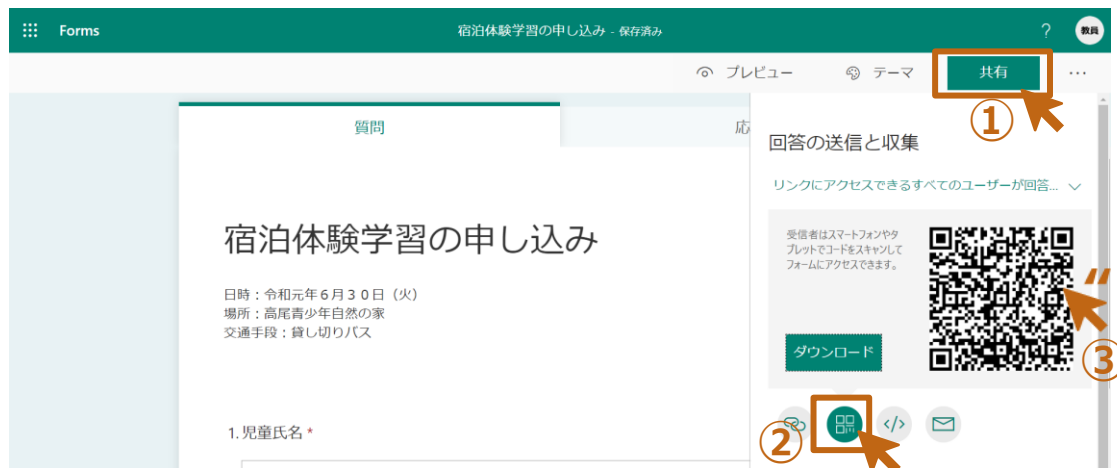 Forms
宿泊体験学習の申し込み - 保存済み
?
教員
プレビュー
テーマ
共有
…
①
質問
応
回答の送信と収集
リンクにアクセスできるすべてのユーザーが回答...
宿泊体験学習の申し込み
受信者はスマートフォンやタ
ブレットでコードをスキャンして
フォームにアクセスできます。
日時：令和元年６月３０日（火）
場所：高尾青少年自然の家
交通手段：貸し切りバス
ダウンロード
③
②
</>
1. 児童氏名 *